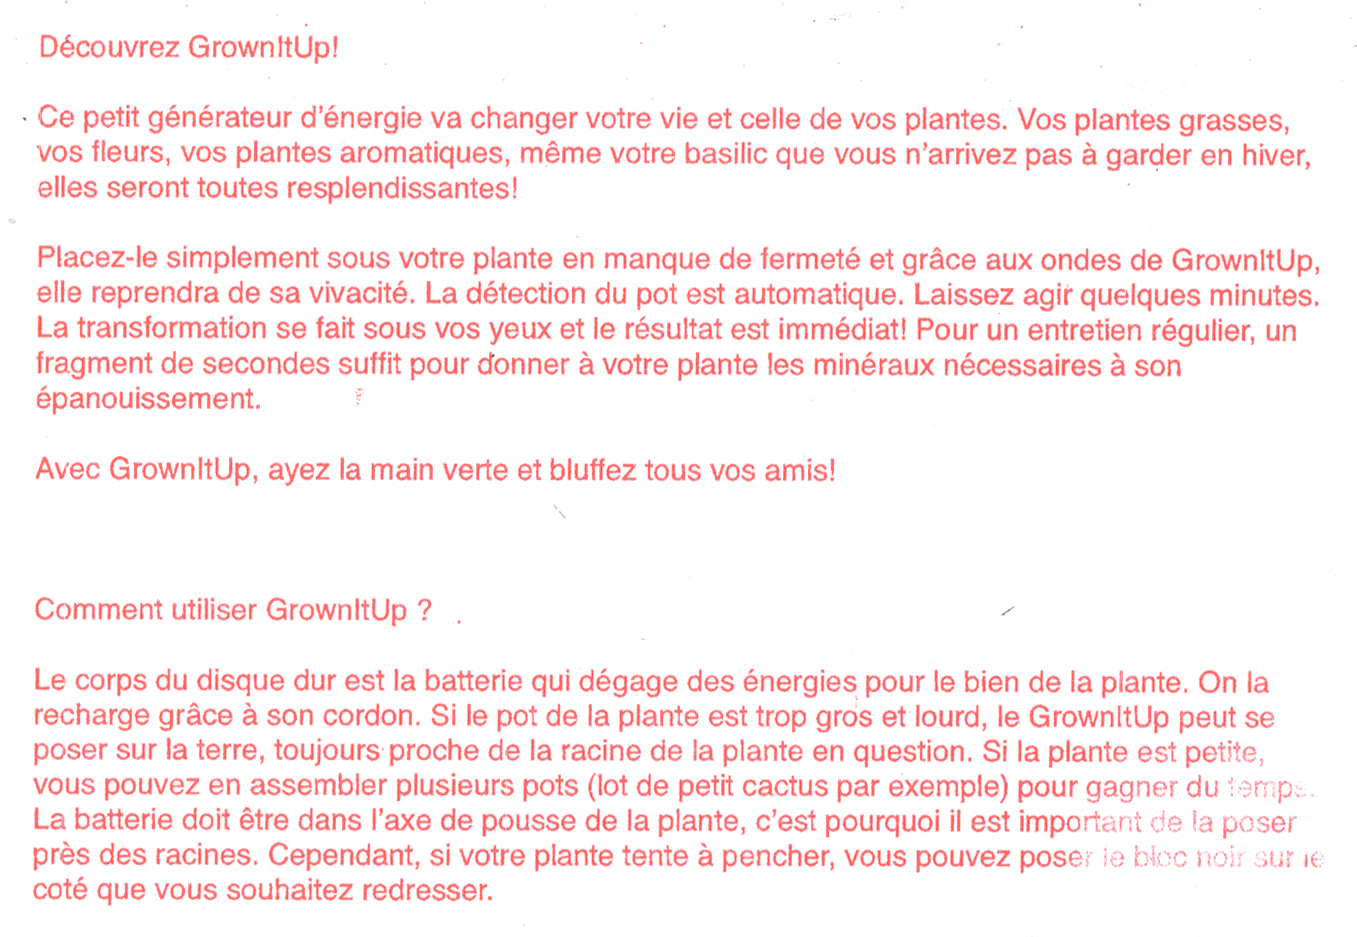 Découvrez GrownItUp!
Ce petit générateur d'énergie va changer votre vie et celle de vos plantes. Vos plantes grasses,
vos fleurs, vos plantes aromatiques, même votre basilic que vous n'arrivez pas à garder en hiver,
elles seront toutes resplendissantes!
Placez-le simplement sous votre plante en manque de fermeté et grâce aux ondes de GrownItUp,
elle reprendra de sa vivacité. La détection du pot est automatique. Laissez agir quelques minutes.
La transformation se fait sous vos yeux et le résultat est immédiat! Pour un entretien régulier, un
fragment de secondes suffit pour donner à votre plante les minéraux nécessaires à son
épanouissement.
Avec GrownItUp, ayez la main verte et bluffez tous vos amis!
Comment utiliser GrownItUp ?
Le corps du disque dur est la batterie qui dégage des énergies pour le bien de la plante. On la
recharge grâce à son cordon. Si le pot de la plante est trop gros et lourd, le GrownItUp peut se
poser sur la terre, toujours proche de la racine de la plante en question. Si la plante est petite,
vous pouvez en assembler plusieurs pots (lot de petit cactus par exemple) pour gagner du temps.
La batterie doit être dans l'axe de pousse de la plante, c'est pourquoi il est important de la poser
près des racines. Cependant, si votre plante tente à pencher, vous pouvez poser le bloc noir sur le
coté que vous souhaitez redresser.